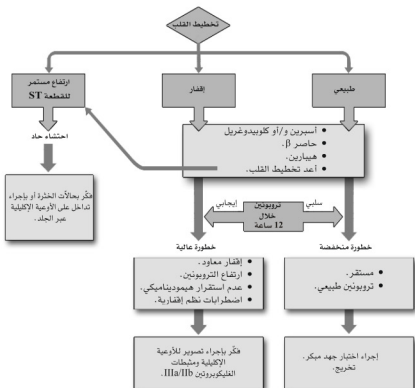 تخطيط القلب
ارتفاع مستمر
للقطعة ST
إقفار
طبيعي
احتشاء حاد
• أسبرين و/أو كلوبيدوغريل
• حاصر β.
• هيبارين.
• أعد تخطيط القلب.
فكّر بحالّات الخثرة أو بإجراء
تداخل على الأوعية الإكليلية
عبر الجلد.
إيجابي
تروبونين
خلال
12 ساعة
سلبي
خطورة عالية
خطورة منخفضة
• إقفار معاود.
• ارتفاع التروبونين.
• عدم استقرار هيموديناميكي.
• اضطرابات نظم إقفارية.
• مستقر.
• تروبونين طبيعي.
فكّر بإجراء تصوير للأوعية
الإكليلية ومثبطات
الغليكوبروتين IIIa/IIb.
إجراء اختبار جهد مبكر.
تخريج.